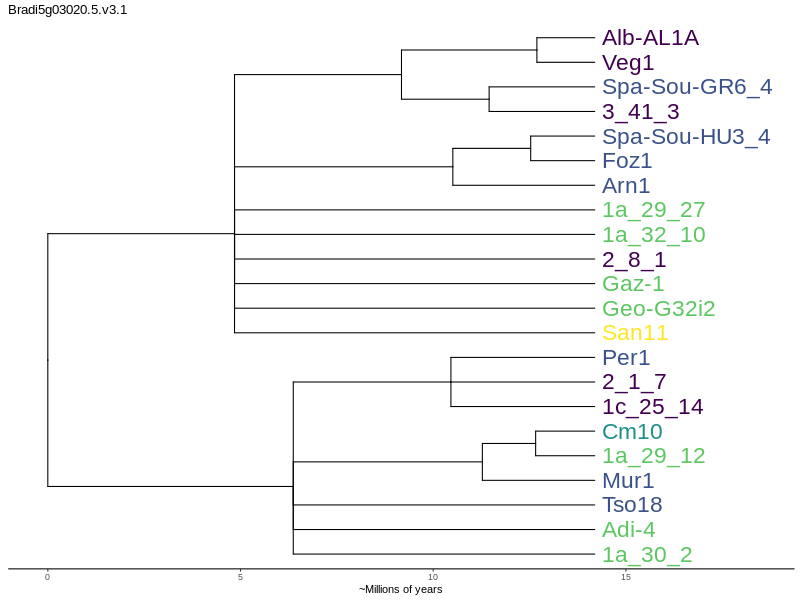 Bradi5g03020.5.v3.1
Alb-AL1A
Veg1
Spa-Sou-GR6_4
3_41_3
Spa-Sou-HU3_4
Foz1
Arn1
1a_29_27
1a_32_10
2_8_1
Gaz-1
Geo-G32i2
San11
Per1
2_1_7
1c_25_14
Cm10
1a_29_12
Mur1
Tso18
Adi-4
1a_30_2
0 5 10 15
~Millions of years